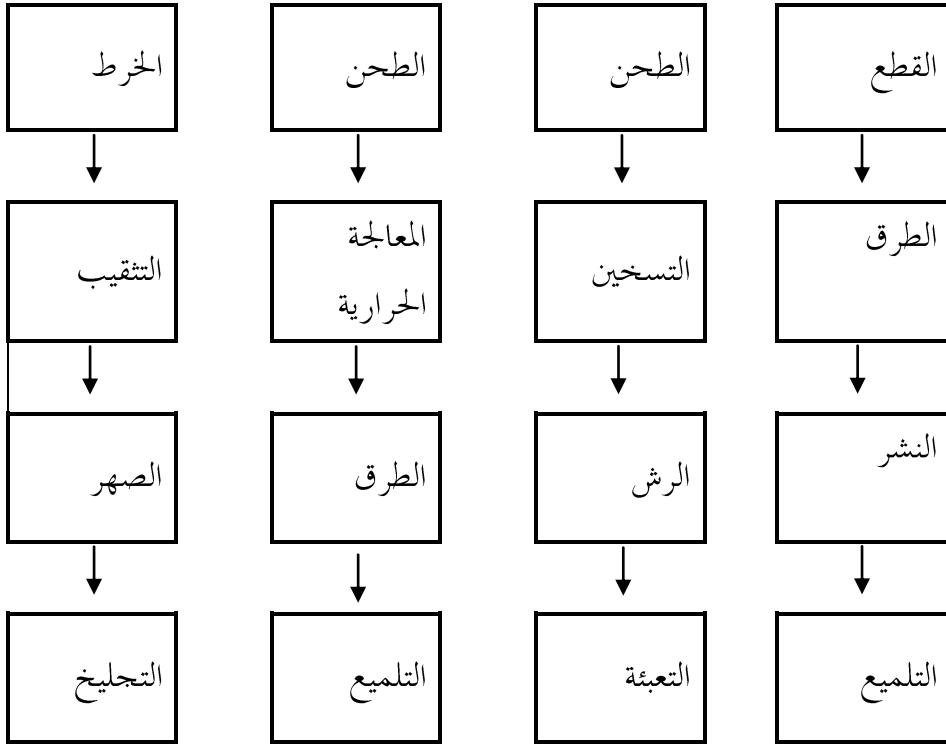 القطع
الطحن
الطحن
الخرط
الطرق
التسخين
المعالجة
الحرارية
التثقيب
النشر
الرش
الطرق
الصهر
التلميع
التعبئة
التلميع
التجليخ